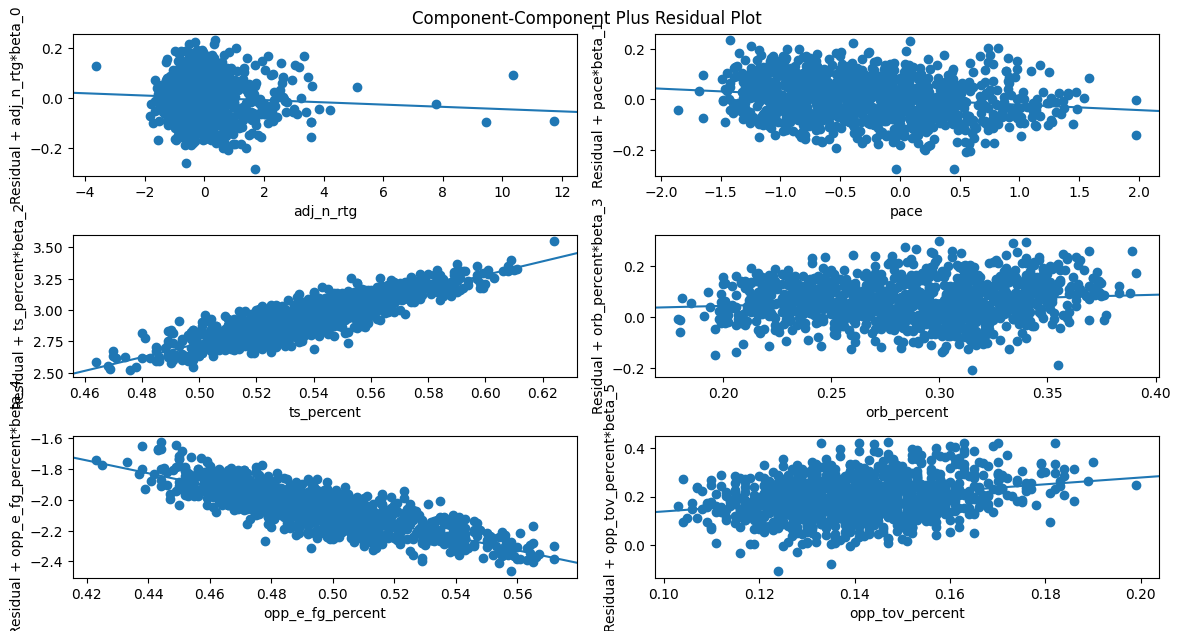 Component-Component Plus Residual Plot
Residual + adj_n_rtg*beta_0
0.2
0.0
−0.2
−4 −2 0 2 4 6 8 10 12
adj_n_rtg
Residual + pace*beta_1
0.2
0.0
−0.2
−2.0 −1.5 −1.0 −0.5 0.0 0.5 1.0 1.5 2.0
pace
Residual + ts_percent*beta_2
3.50
3.25
3.00
2.75
2.50
0.46 0.48 0.50 0.52 0.54 0.56 0.58 0.60 0.62
ts_percent
Residual + orb_percent*beta_3
0.2
0.0
−0.2
0.20 0.25 0.30 0.35 0.40
orb_percent
Residual + opp_e_fg_percent*beta_4
−1.6
−1.8
−2.0
−2.2
−2.4
0.42 0.44 0.46 0.48 0.50 0.52 0.54 0.56
opp_e_fg_percent
Residual + opp_tov_percent*beta_5
0.4
0.2
0.0
0.10 0.12 0.14 0.16 0.18 0.20
opp_tov_percent